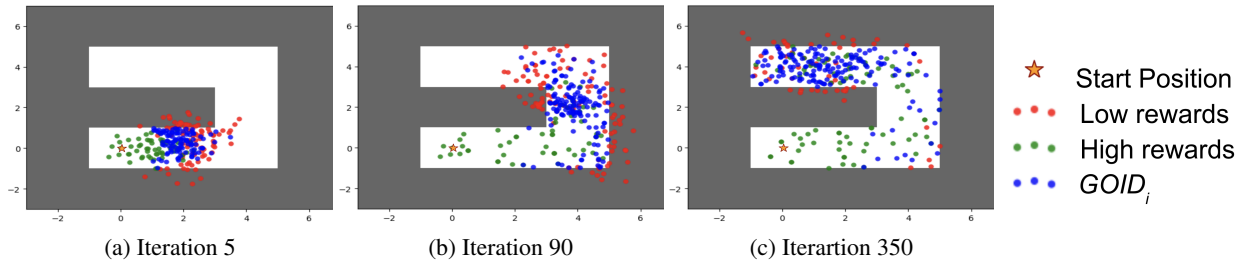 6
4
2
0
−2
−2 0 2 4 6
(a) Iteration 5
6
4
2
0
−2
−2 0 2 4 6
(b) Iteration 90
6
4
2
0
−2
−2 0 2 4 6
(c) Iterartion 350
Start Position
Low rewards
High rewards
GOID_i